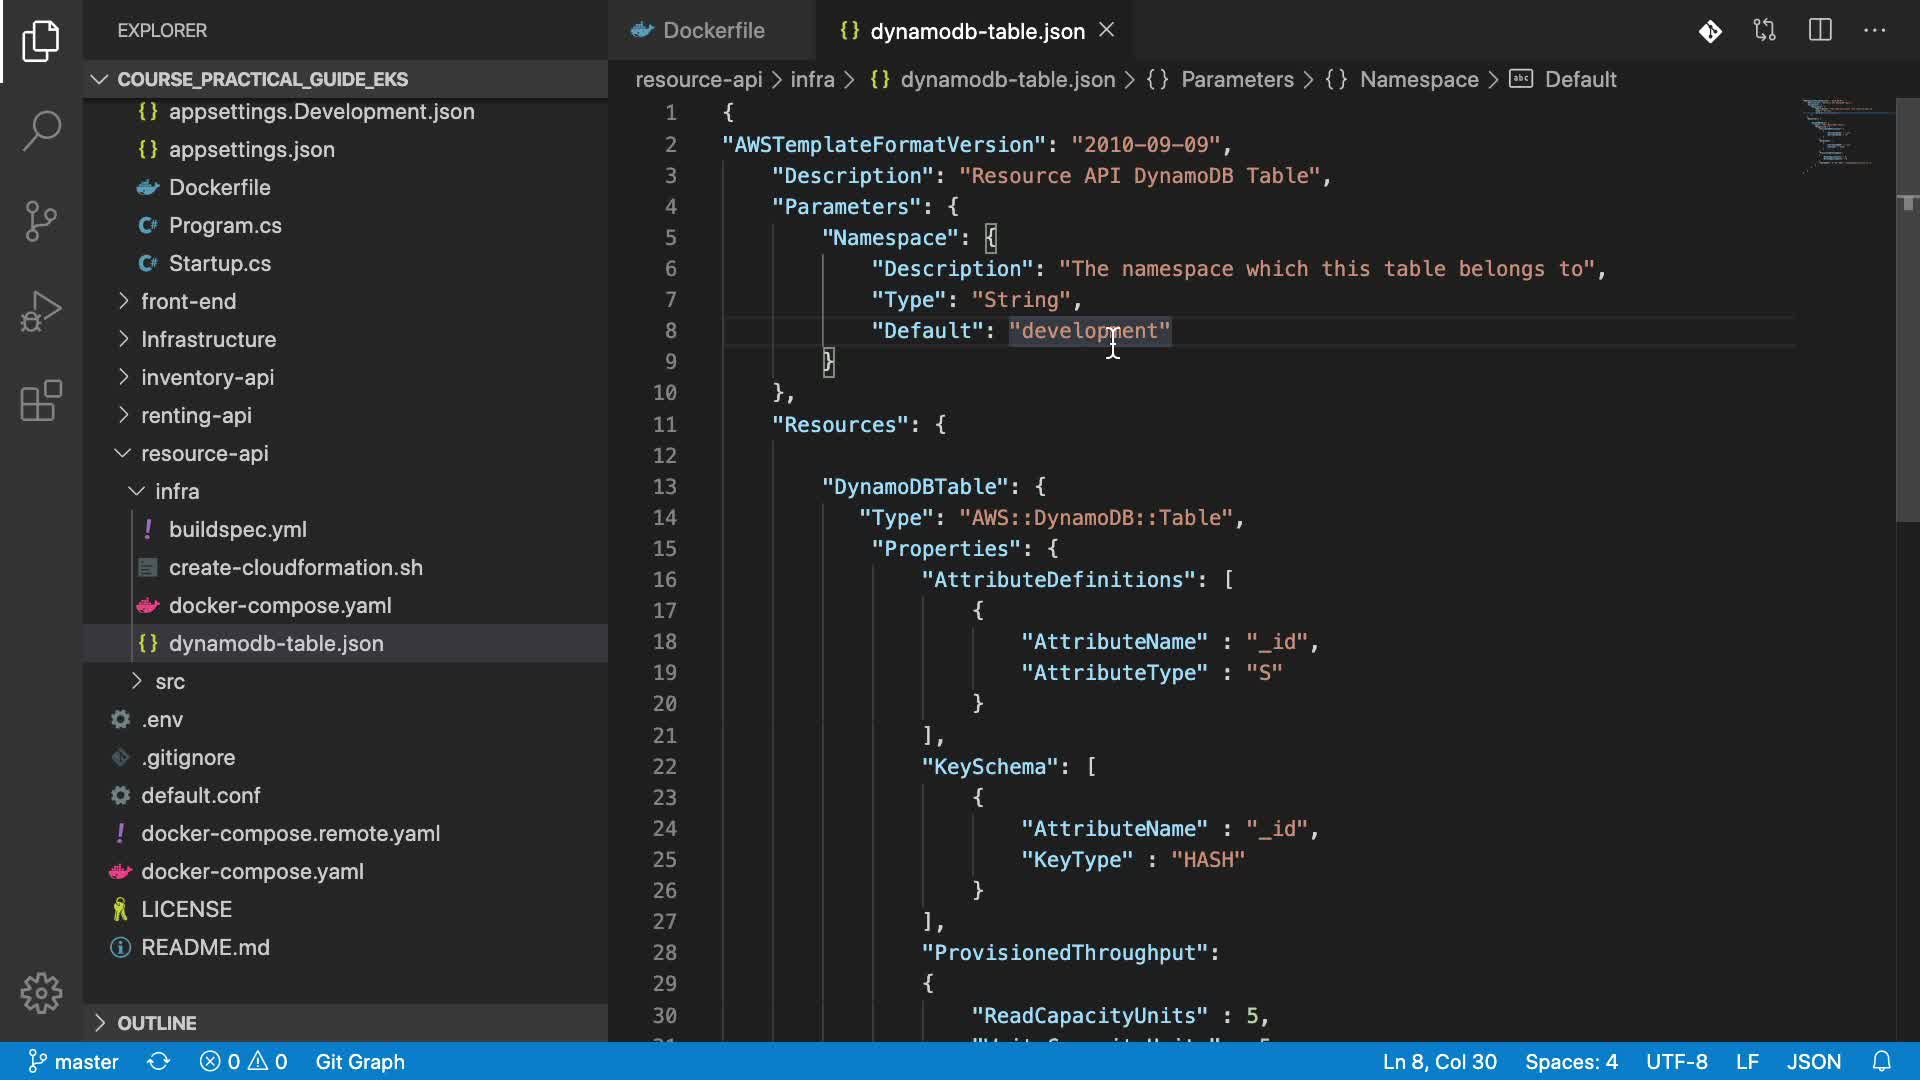 EXPLORER
COURSE_PRACTICAL_GUIDE_EKS
{} appsettings.Development.json
{} appsettings.json
Dockerfile
C# Program.cs
C# Startup.cs
front-end
Infrastructure
inventory-api
renting-api
resource-api
infra
! buildspec.yml
create-cloudformation.sh
docker-compose.yaml
{} dynamodb-table.json
src
.env
.gitignore
default.conf
! docker-compose.remote.yaml
docker-compose.yaml
LICENSE
README.md
OUTLINE
Dockerfile
{} dynamodb-table.json
resource-api > infra > {} dynamodb-table.json > {} Parameters > {} Namespace > abc Default
1 {
2 "AWSTemplateFormatVersion": "2010-09-09",
3 "Description": "Resource API DynamoDB Table",
4 "Parameters": {
5 "Namespace": {
6 "Description": "The namespace which this table belongs to",
7 "Type": "String",
8 "Default": "development"
9 }
10 },
11 "Resources": {
12
13 "DynamoDBTable": {
14 "Type": "AWS::DynamoDB::Table",
15 "Properties": {
16 "AttributeDefinitions": [
17 {
18 "AttributeName" : "_id",
19 "AttributeType" : "S"
20 }
21 ],
22 "KeySchema": [
23 {
24 "AttributeName" : "_id",
25 "KeyType" : "HASH"
26 }
27 ],
28 "ProvisionedThroughput":
29 {
30 "ReadCapacityUnits" : 5,
master 0 0 Git Graph
Ln 8, Col 30 Spaces: 4 UTF-8 LF JSON